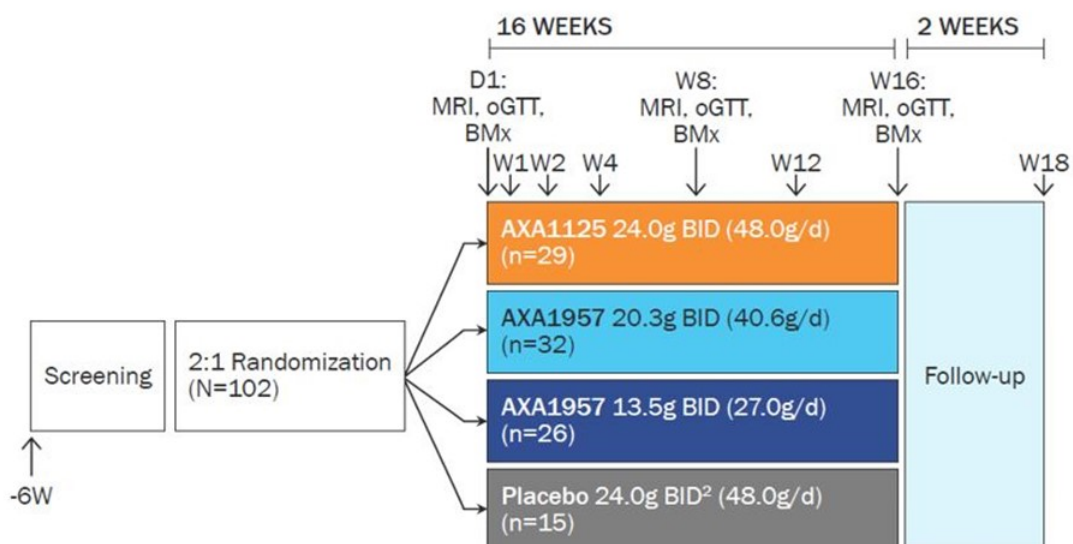 16 WEEKS
2 WEEKS
D1:
MRI, oGTT,
BMx
W8:
MRI, oGTT,
BMx
W16:
MRI, oGTT,
BMx
W1
W2
W4
W12
W18
AXA1125 24.0g BID (48.0g/d)
(n=29)
AXA1957 20.3g BID (40.6g/d)
(n=32)
AXA1957 13.5g BID (27.0g/d)
(n=26)
Placebo 24.0g BID² (48.0g/d)
(n=15)
Screening
2:1 Randomization
(N=102)
Follow-up
-6W